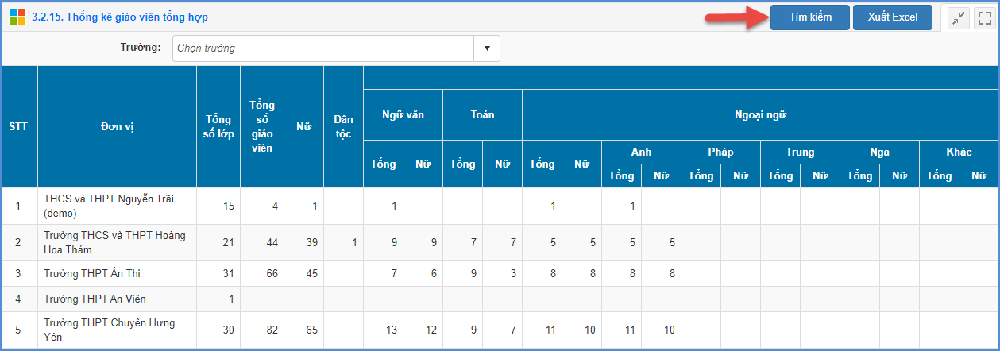 3.2.15. Thống kê giáo viên tổng hợp
Tìm kiếm
Xuất Excel
Trường:
Chọn trường
STT
Đơn vị
Tổng
số lớp
Tổng
số
giáo
viên
Nữ
Dân
tộc
Ngữ văn
Toán
Ngoại ngữ
Anh
Pháp
Trung
Nga
Khác
Tổng Nữ Tổng Nữ Tổng Nữ
Tổng Nữ Tổng Nữ Tổng Nữ Tổng Nữ Tổng Nữ
1 THCS và THPT Nguyễn Trãi 15 4 1 1 1 1
(demo)
2 Trường THCS và THPT Hoàng 21 44 39 1 9 9 7 7 5 5 5 5
Hoa Thám
3 Trường THPT Ân Thi 31 66 45 7 6 9 3 8 8 8 8
4 Trường THPT An Viên 1
5 Trường THPT Chuyên Hưng 30 82 65 13 12 9 7 11 10 11 10
Yên